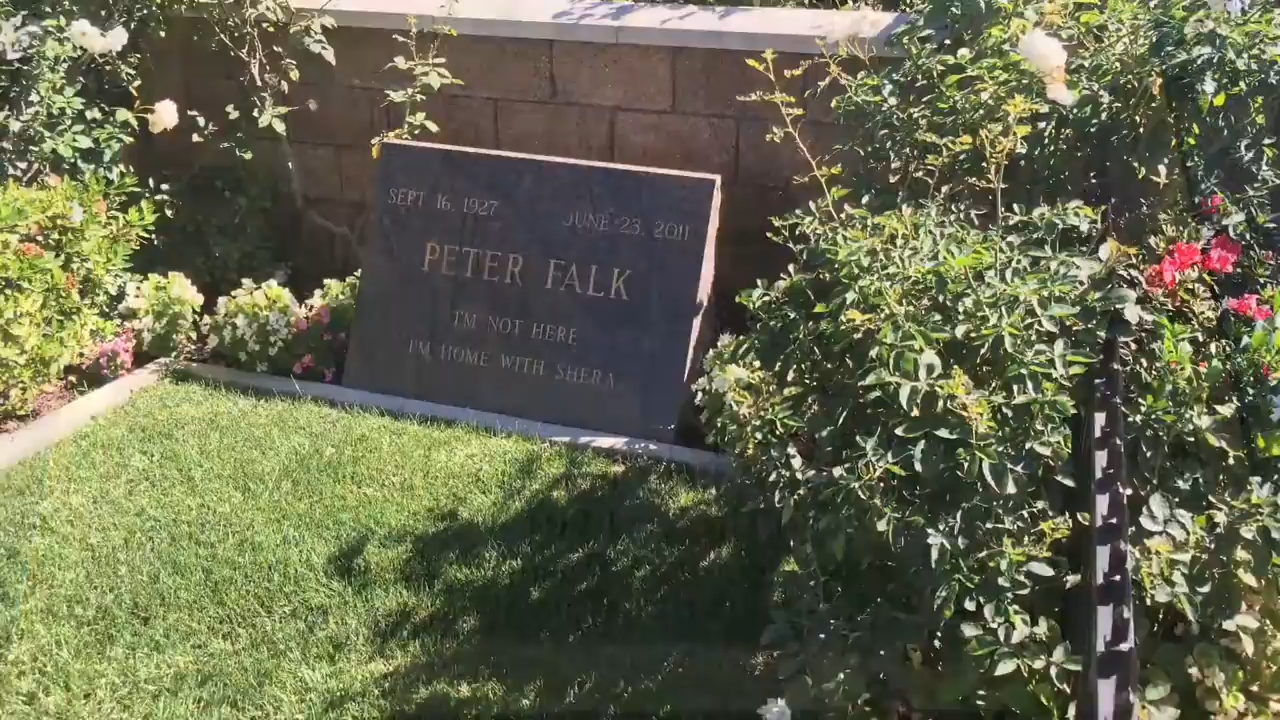 SEPT 16, 1927 JUNE 23, 2011
PETER FALK
I'M NOT HERE
I'M HOME WITH SHERA